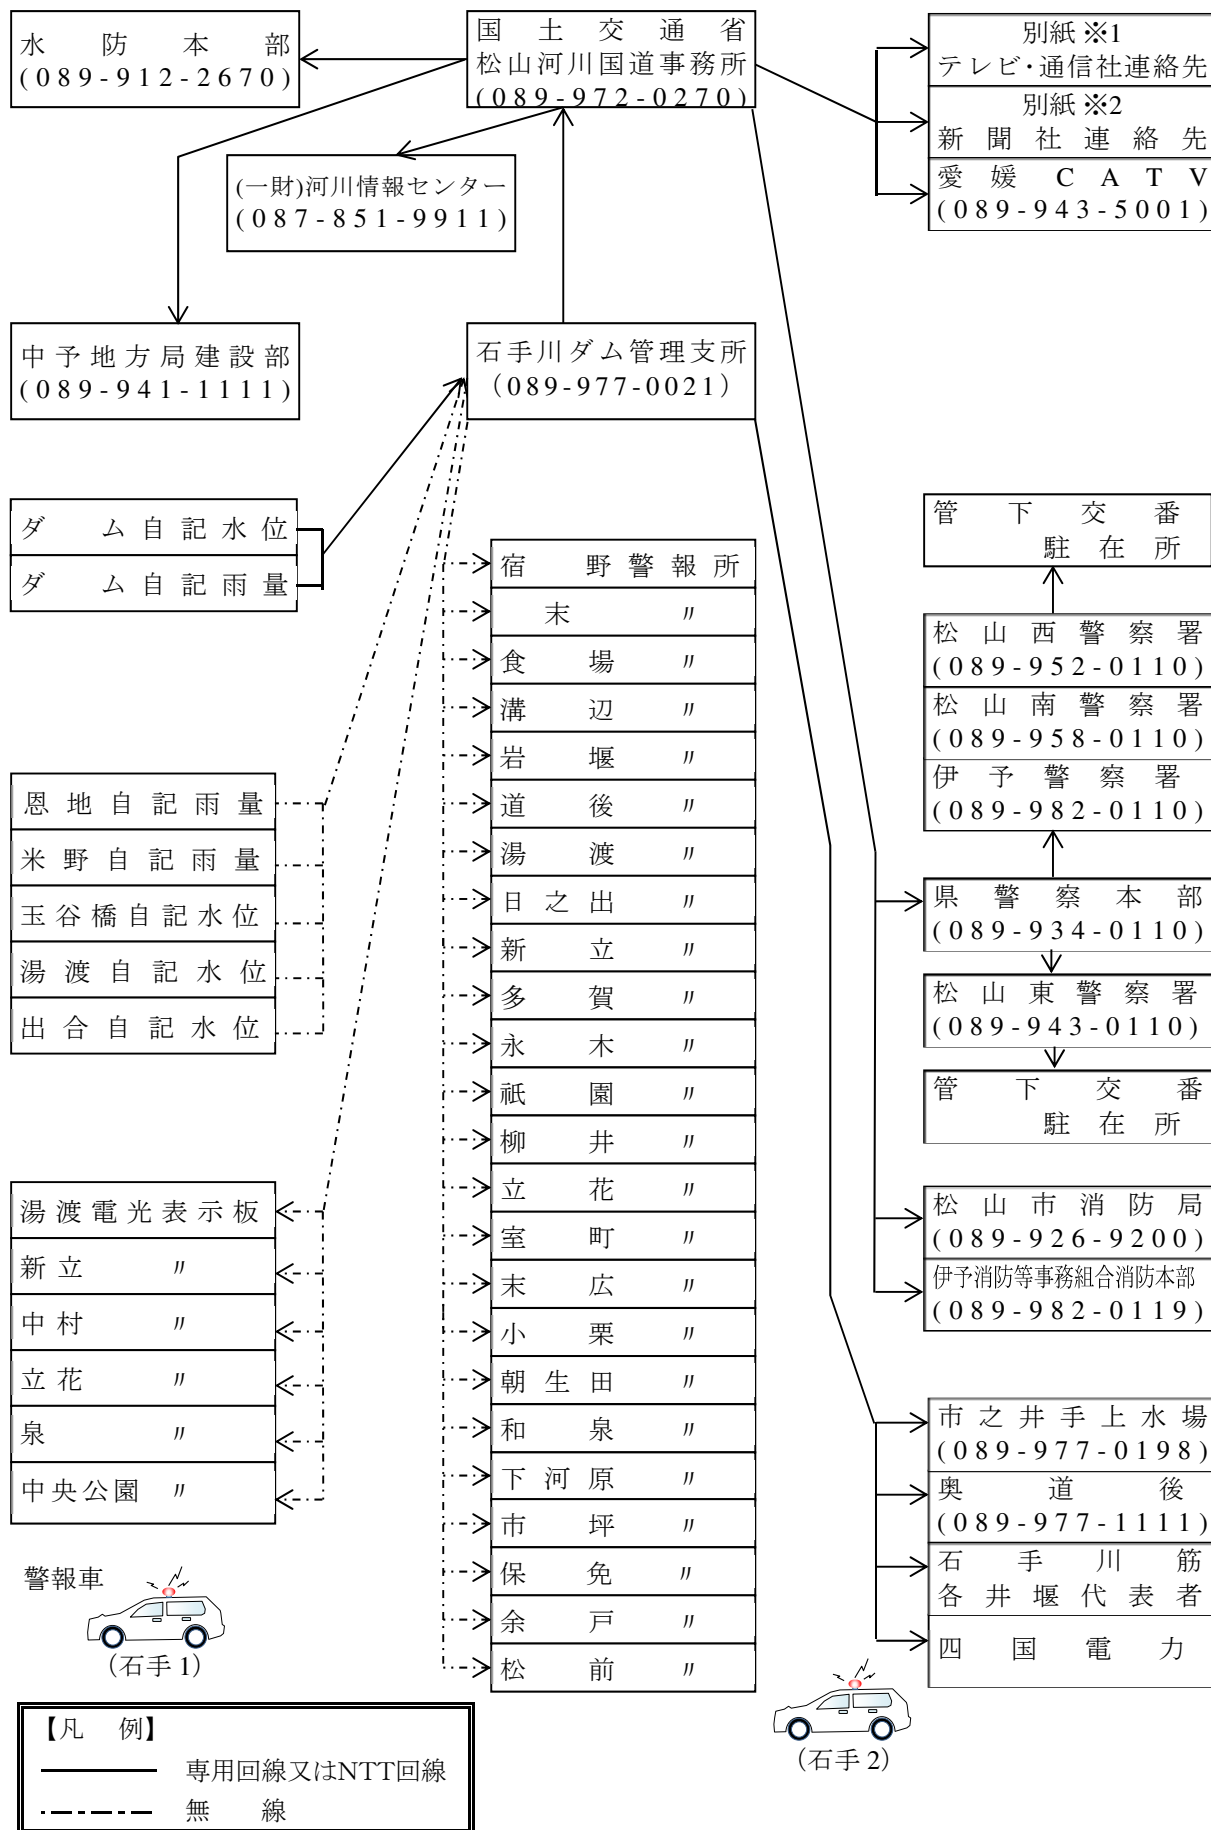 水防本部
(089-912-2670)
国土交通省
松山河川国道事務所
(089-972-0270)
別紙※1
テレビ・通信社連絡先
別紙※2
新聞社連絡先
愛媛CATV
(089-943-5001)
(一財)河川情報センター
(087-851-9911)
中予地方局建設部
(089-941-1111)
石手川ダム管理支所
(089-977-0021)
ダム自記水位
ダム自記雨量
恩地自記雨量
米野自記雨量
玉谷橋自記水位
湯渡自記水位
出合自記水位
湯渡電光表示板
新立 〃
中村 〃
立花 〃
泉 〃
中央公園 〃
宿野警報所
末 〃
食場 〃
溝辺 〃
岩堰 〃
道後 〃
湯渡 〃
日之出 〃
新立 〃
多賀 〃
永木 〃
祇園 〃
柳井 〃
立花 〃
室町 〃
末広 〃
小栗 〃
朝生田 〃
和泉 〃
下河原 〃
市坪 〃
保免 〃
余戸 〃
松前 〃
管下交番
駐在所
松山西警察署
(089-952-0110)
松山南警察署
(089-958-0110)
伊予警察署
(089-982-0110)
県警察本部
(089-934-0110)
松山東警察署
(089-943-0110)
管下交番
駐在所
松山市消防局
(089-926-9200)
伊予消防等事務組合消防本部
(089-982-0119)
市之井手上水場
(089-977-0198)
奥道後
(089-977-1111)
石手川筋
各井堰代表者
四国電力
警報車
(石手1)
(石手2)
【凡 例】
専用回線又はNTT回線
無 線